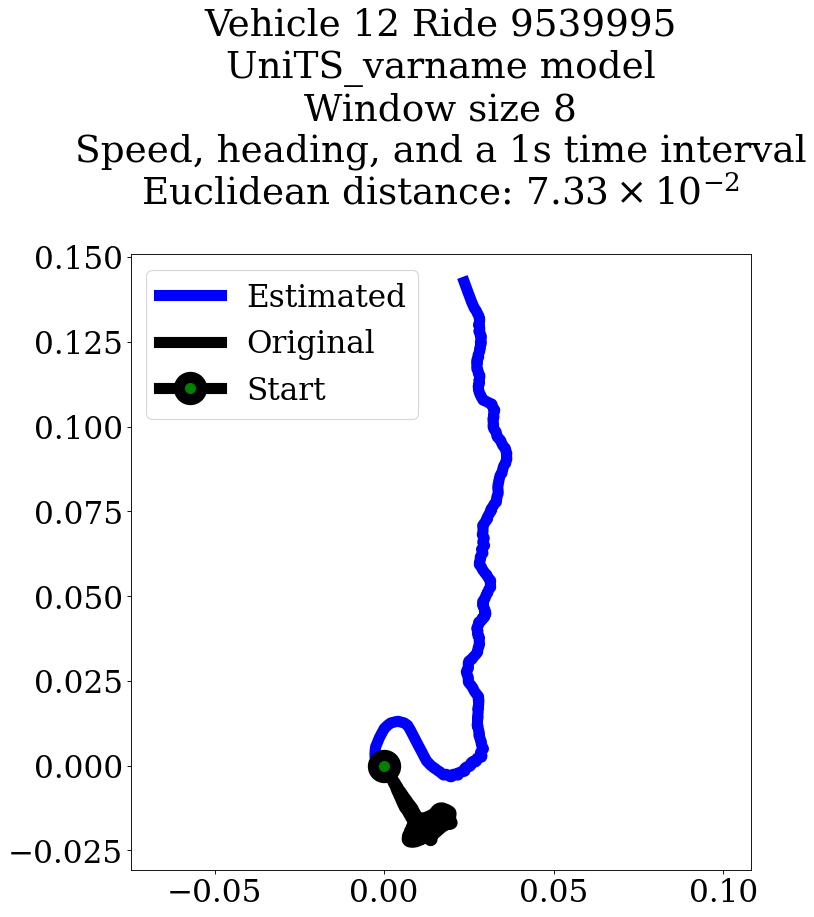 Vehicle 12 Ride 9539995
UniTS_varname model
Window size 8
Speed, heading, and a 1s time interval
Euclidean distance: 7.33 × 10⁻²
0.150
0.125
0.100
0.075
0.050
0.025
0.000
−0.025
Estimated
Original
Start
−0.05 0.00 0.05 0.10